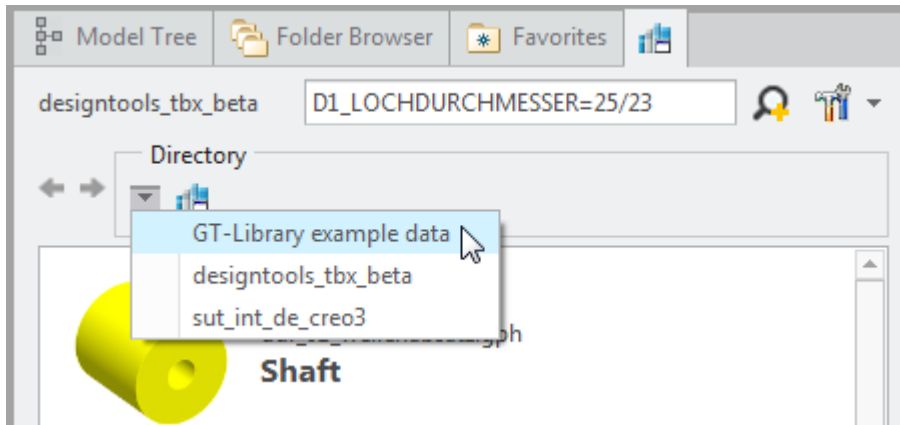 Model Tree Folder Browser Favorites
designtools_tbx_beta D1_LOCHDURCHMESSER=25/23
Directory
GT-Library example data
designtools_tbx_beta
sut_int_de_creo3
Shaft